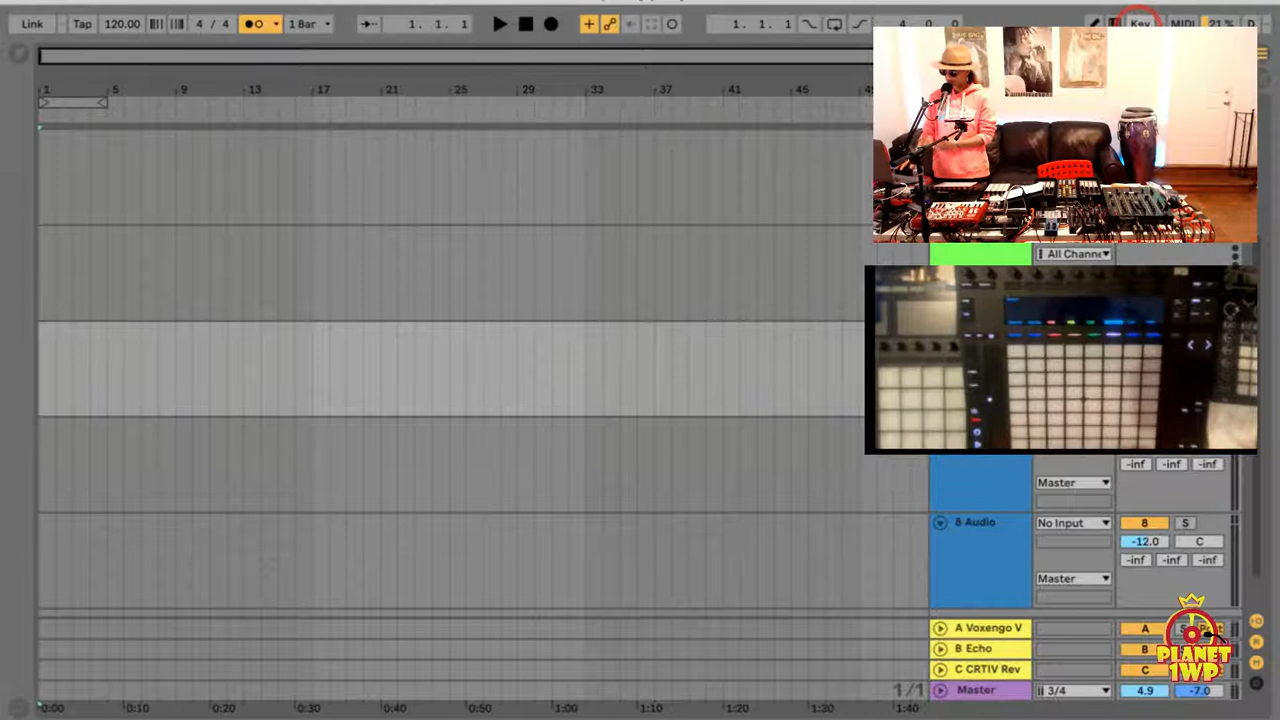 Link Tap 120.00 4 / 4 1 Bar 1. 1. 1 1. 1. 1 4. 0. 0 Key MIDI 21 % D
1 5 9 13 17 21 25 29 33 37 41 45
All Channe
-inf -inf -inf
Master
8 Audio No Input 8 S
-12.0 C
-inf -inf -inf
Master
A Voxengo V A S
B Echo B
C CRTIV Rev C
1/1 Master 3/4 4.9 -7.0
0:00 0:10 0:20 0:30 0:40 0:50 1:00 1:10 1:20 1:30 1:40
PLANET
1WP